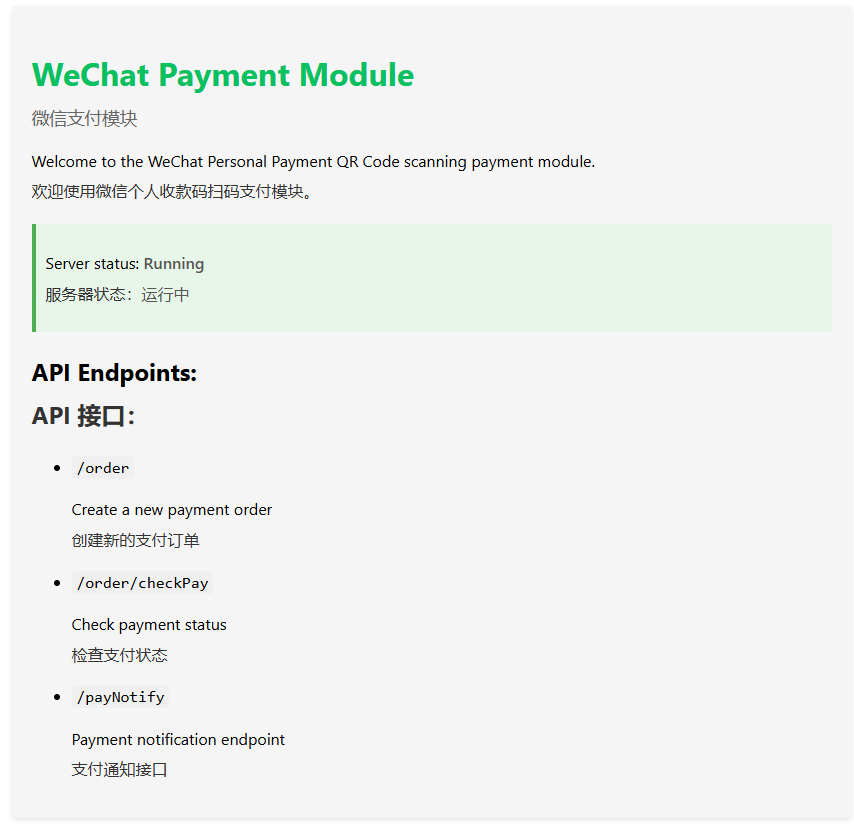 WeChat Payment Module
微信支付模块
Welcome to the WeChat Personal Payment QR Code scanning payment module.
欢迎使用微信个人收款码扫码支付模块。
Server status: Running
服务器状态：运行中
API Endpoints:
API 接口：
/order
Create a new payment order
创建新的支付订单
/order/checkPay
Check payment status
检查支付状态
/payNotify
Payment notification endpoint
支付通知接口